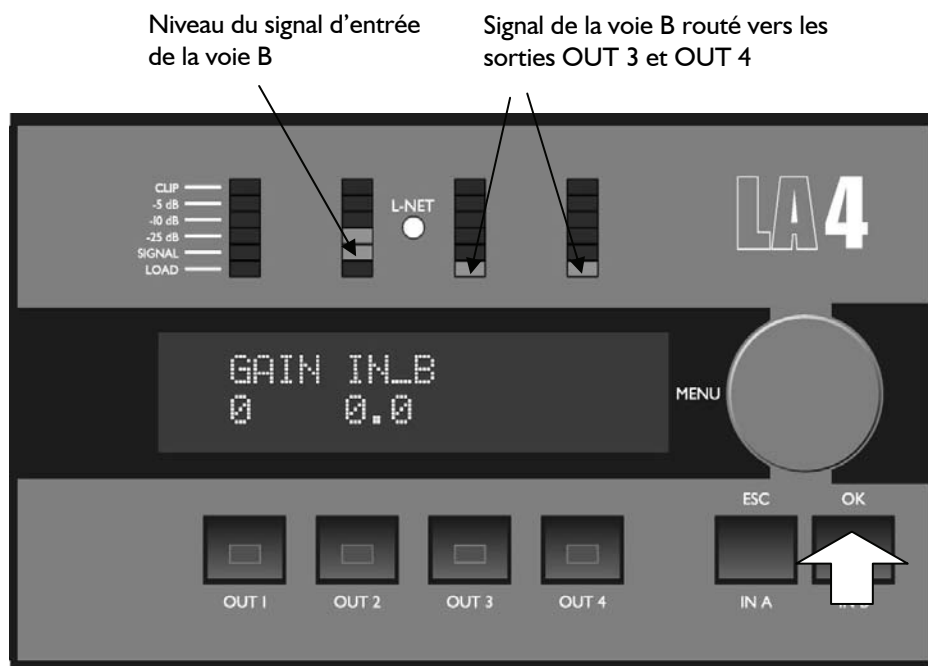 Niveau du signal d'entrée
de la voie B
Signal de la voie B routé vers les
sorties OUT 3 et OUT 4
CLIP
-5 dB
-10 dB
-25 dB
SIGNAL
LOAD
L-NET
LA4
GAIN IN_B
0 0.0
MENU
ESC
OK
OUT 1
OUT 2
OUT 3
OUT 4
IN A
IN B